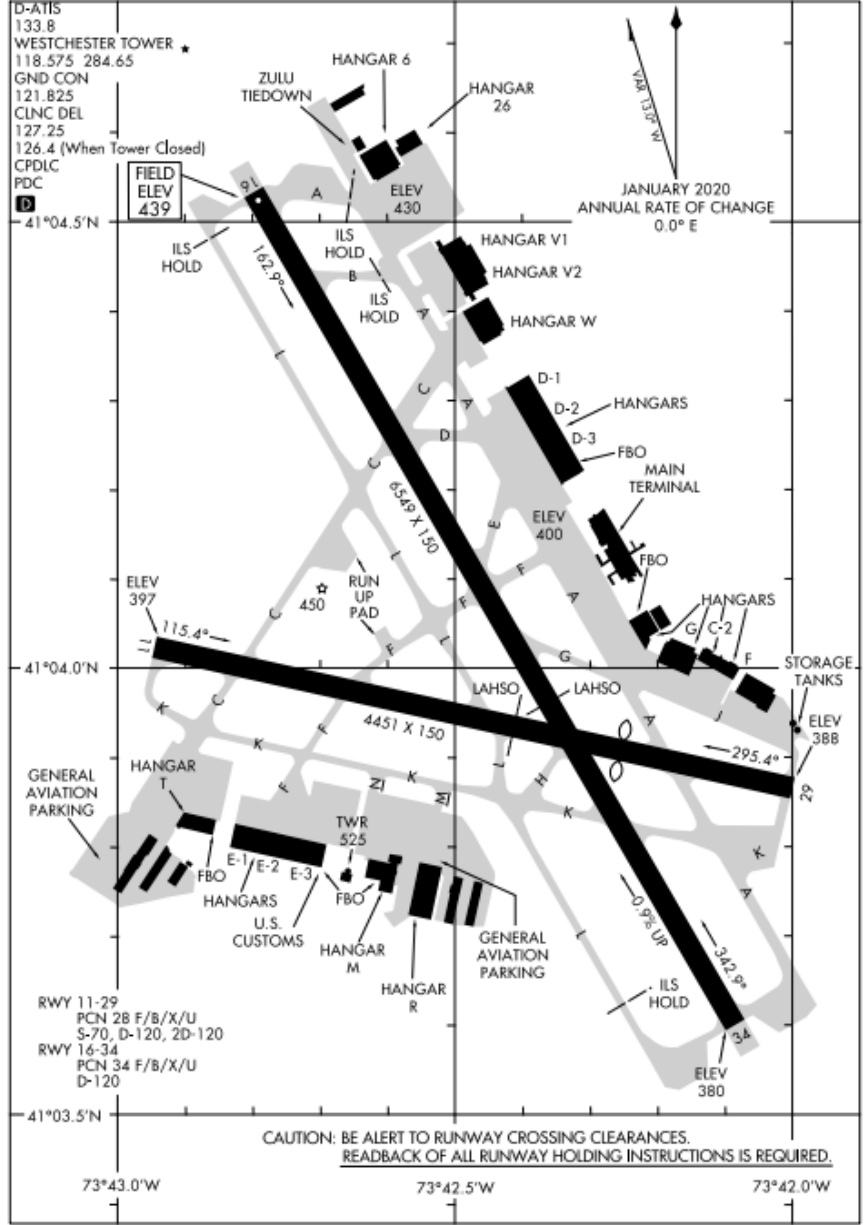 D-ATIS
133.8
WESTCHESTER TOWER
118.575 284.65
GND CON
121.825
CLNC DEL
127.25
126.4 (When Tower Closed)
CPDLC
PDC
D
FIELD
ELEV
439
ZULU
TIEDOWN
HANGAR 6
HANGAR
26
VAR 13.0° W
JANUARY 2020
ANNUAL RATE OF CHANGE
0.0° E
41°04.5'N
16
A
ELEV
430
ILS
HOLD
ILS
HOLD
162.9°
B
ILS
HOLD
HANGAR V1
HANGAR V2
HANGAR W
A
L
C
A
D
D-1
D-2
D-3
HANGARS
FBO
MAIN
TERMINAL
C
6549 X 150
E
ELEV
400
L
F
A
FBO
HANGARS
G
C-2
F
ELEV
397
115.4°
11
450
RUN
UP
PAD
C
F
F
L
G
41°04.0'N
STORAGE
TANKS
LAHSO
LAHSO
J
A
ELEV
388
K
C
4451 X 150
295.4°
29
K
F
F
N
K
M
L
H
K
K
A
GENERAL
AVIATION
PARKING
HANGAR
T
TWR
525
FBO
E-1
E-2
E-3
HANGARS
U.S.
CUSTOMS
FBO
HANGAR
M
HANGAR
R
GENERAL
AVIATION
PARKING
L
0.9% UP
342.9°
ILS
HOLD
34
ELEV
380
RWY 11-29
PCN 28 F/B/X/U
S-70, D-120, 2D-120
RWY 16-34
PCN 34 F/B/X/U
D-120
41°03.5'N
CAUTION: BE ALERT TO RUNWAY CROSSING CLEARANCES.
READBACK OF ALL RUNWAY HOLDING INSTRUCTIONS IS REQUIRED.
73°43.0'W
73°42.5'W
73°42.0'W